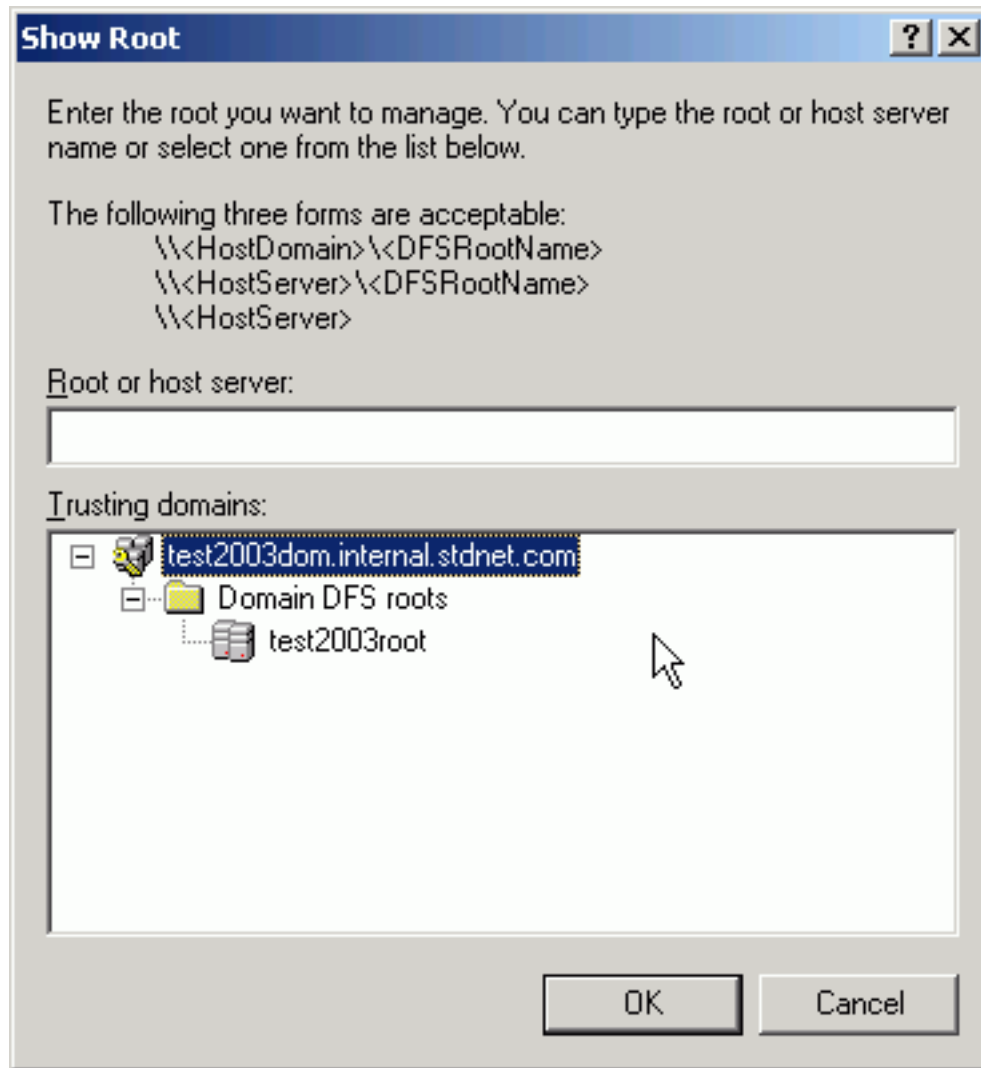 Show Root
Enter the root you want to manage. You can type the root or host server
name or select one from the list below.
The following three forms are acceptable:
\\<HostDomain>\<DFSRootName>
\\<HostServer>\<DFSRootName>
\\<HostServer>
Root or host server:
Trusting domains:
test2003dom.internal.stdnet.com
Domain DFS roots
test2003root
OK Cancel